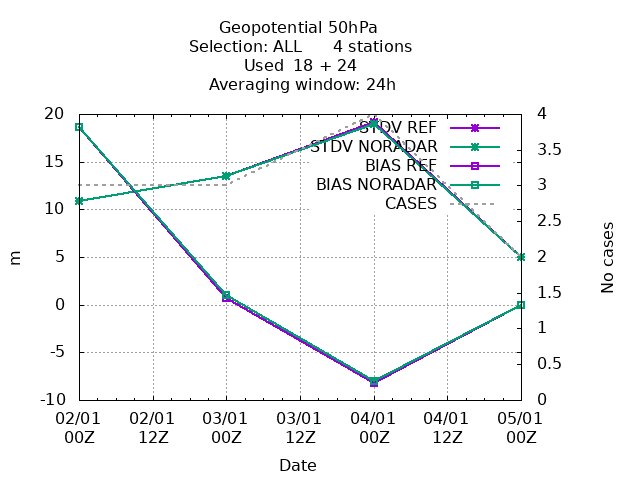 Geopotential 50hPa
Selection: ALL 4 stations
Used 18 + 24
Averaging window: 24h
20
15
10
5
0
-5
-10
m
4
3.5
3
2.5
2
1.5
1
0.5
0
No cases
STDV REF
STDV NORADAR
BIAS REF
BIAS NORADAR
CASES
02/01 02/01 03/01 03/01 04/01 04/01 05/01
00Z 12Z 00Z 12Z 00Z 12Z 00Z
Date